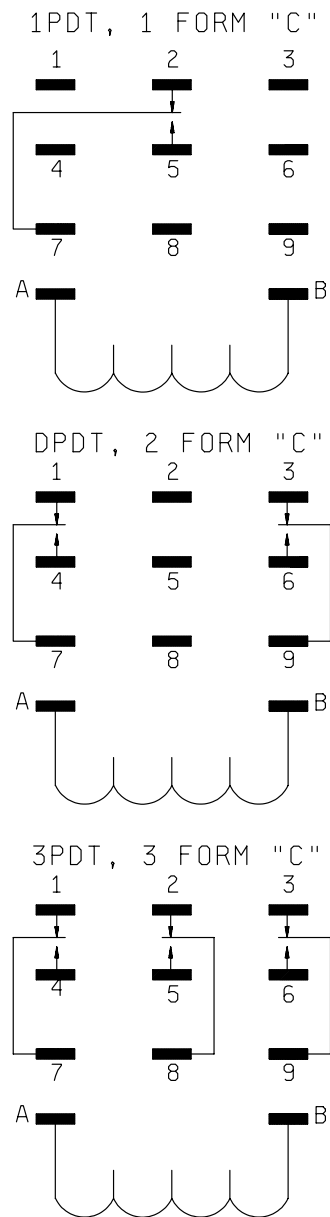 1PDT, 1 FORM "C"
1 2 3
4 5 6
7 8 9
A B
DPDT, 2 FORM "C"
1 2 3
4 5 6
7 8 9
A B
3PDT, 3 FORM "C"
1 2 3
4 5 6
7 8 9
A B